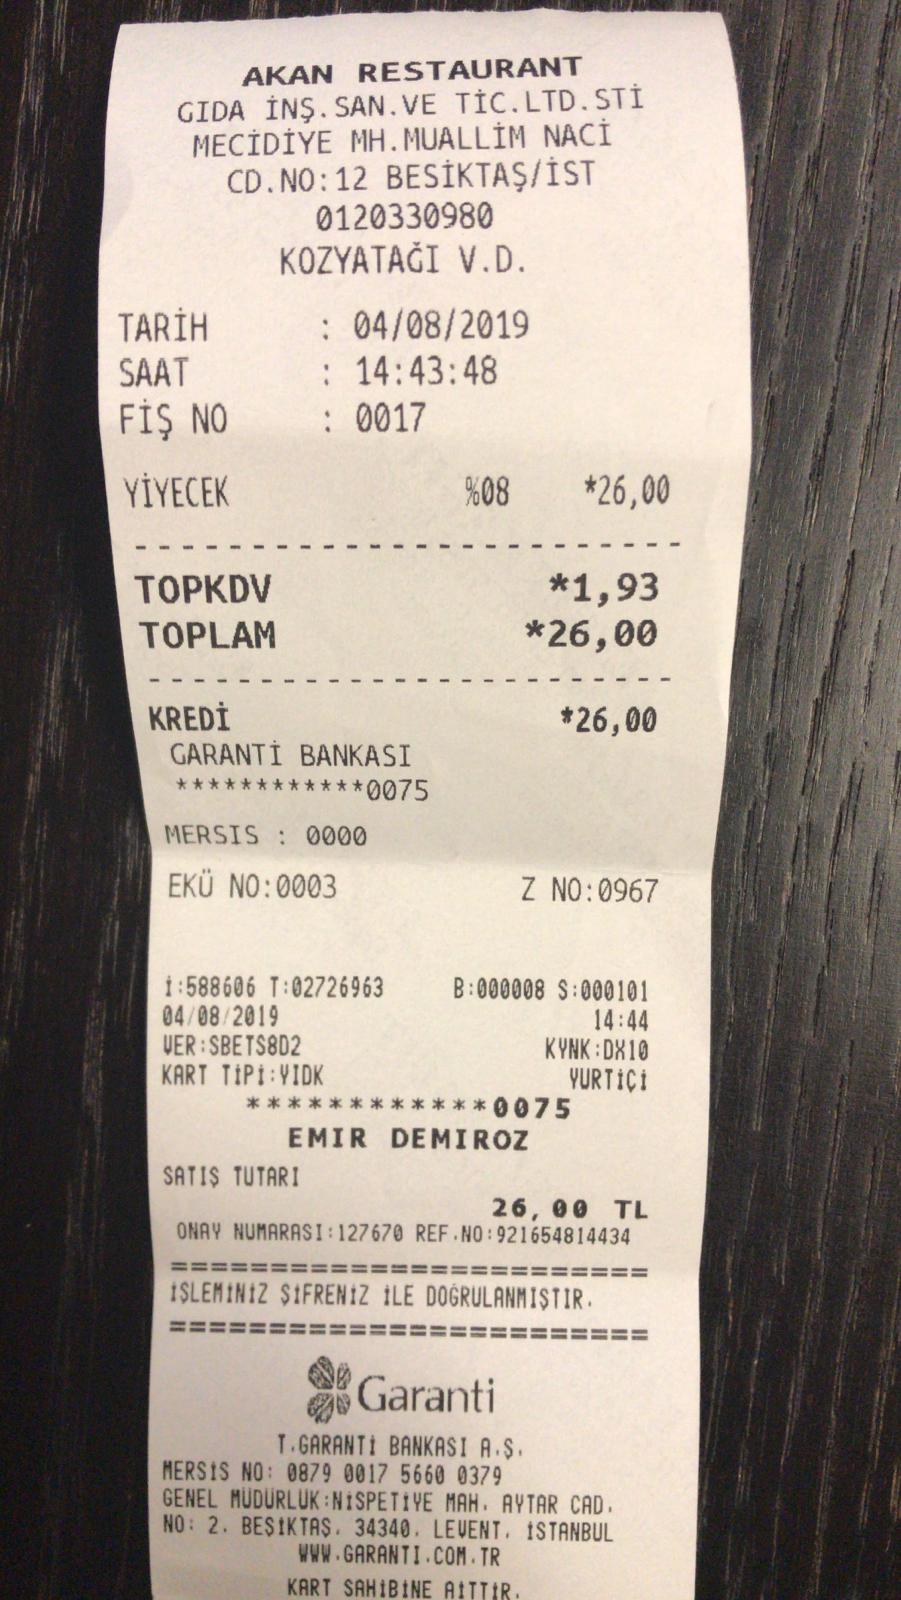 AKAN RESTAURANT
GIDA İNŞ.SAN.VE TİC.LTD.STİ
MECİDİYE MH.MUALLİM NACİ
CD.NO:12 BESİKTAŞ/İST
0120330980
KOZYATAĞI V.D.
TARİH : 04/08/2019
SAAT : 14:43:48
FİŞ NO : 0017
YİYECEK %08 *26,00
TOPKDV *1,93
TOPLAM *26,00
KREDİ *26,00
GARANTİ BANKASI
************0075
MERSIS : 0000
EKÜ NO:0003 Z NO:0967
İ:588606 T:02726963 B:000008 S:000101
04/08/2019 14:44
VER:SBETS8D2 KYNK:DX10
KART TİPİ:YIDK YURTİÇİ
************0075
EMIR DEMIROZ
SATIŞ TUTARI
26,00 TL
ONAY NUMARASI:127670 REF.NO:921654814434
========================
İŞLEMİNİZ ŞİFRENİZ İLE DOĞRULANMIŞTIR.
========================
Garanti
T.GARANTİ BANKASI A.Ş.
MERSİS NO: 0879 0017 5660 0379
GENEL MÜDÜRLÜK:NİSPETİYE MAH. AYTAR CAD.
NO: 2. BEŞİKTAŞ. 34340. LEVENT. İSTANBUL
WWW.GARANTI.COM.TR
KART SAHİBİNE AİTTİR.